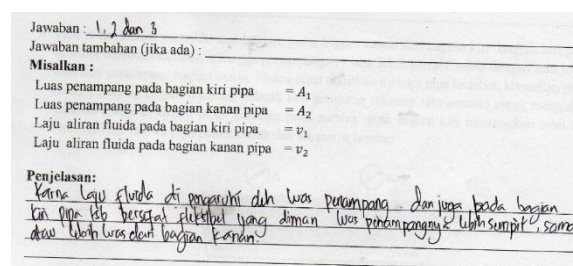 Jawaban : 1, 2 dan 3
Jawaban tambahan (jika ada) :
Misalkan :
Luas penampang pada bagian kiri pipa = A₁
Luas penampang pada bagian kanan pipa = A₂
Laju aliran fluida pada bagian kiri pipa = v₁
Laju aliran fluida pada bagian kanan pipa = v₂
Penjelasan:
Karna laju fluida di pengaruhi oleh luas penampang. dan juga pada bagian
kiri pipa tsb bersifat fleksibel yang diman luas penampangnya lebih sempit, sama
atau lebih luas dari bagian kanan.